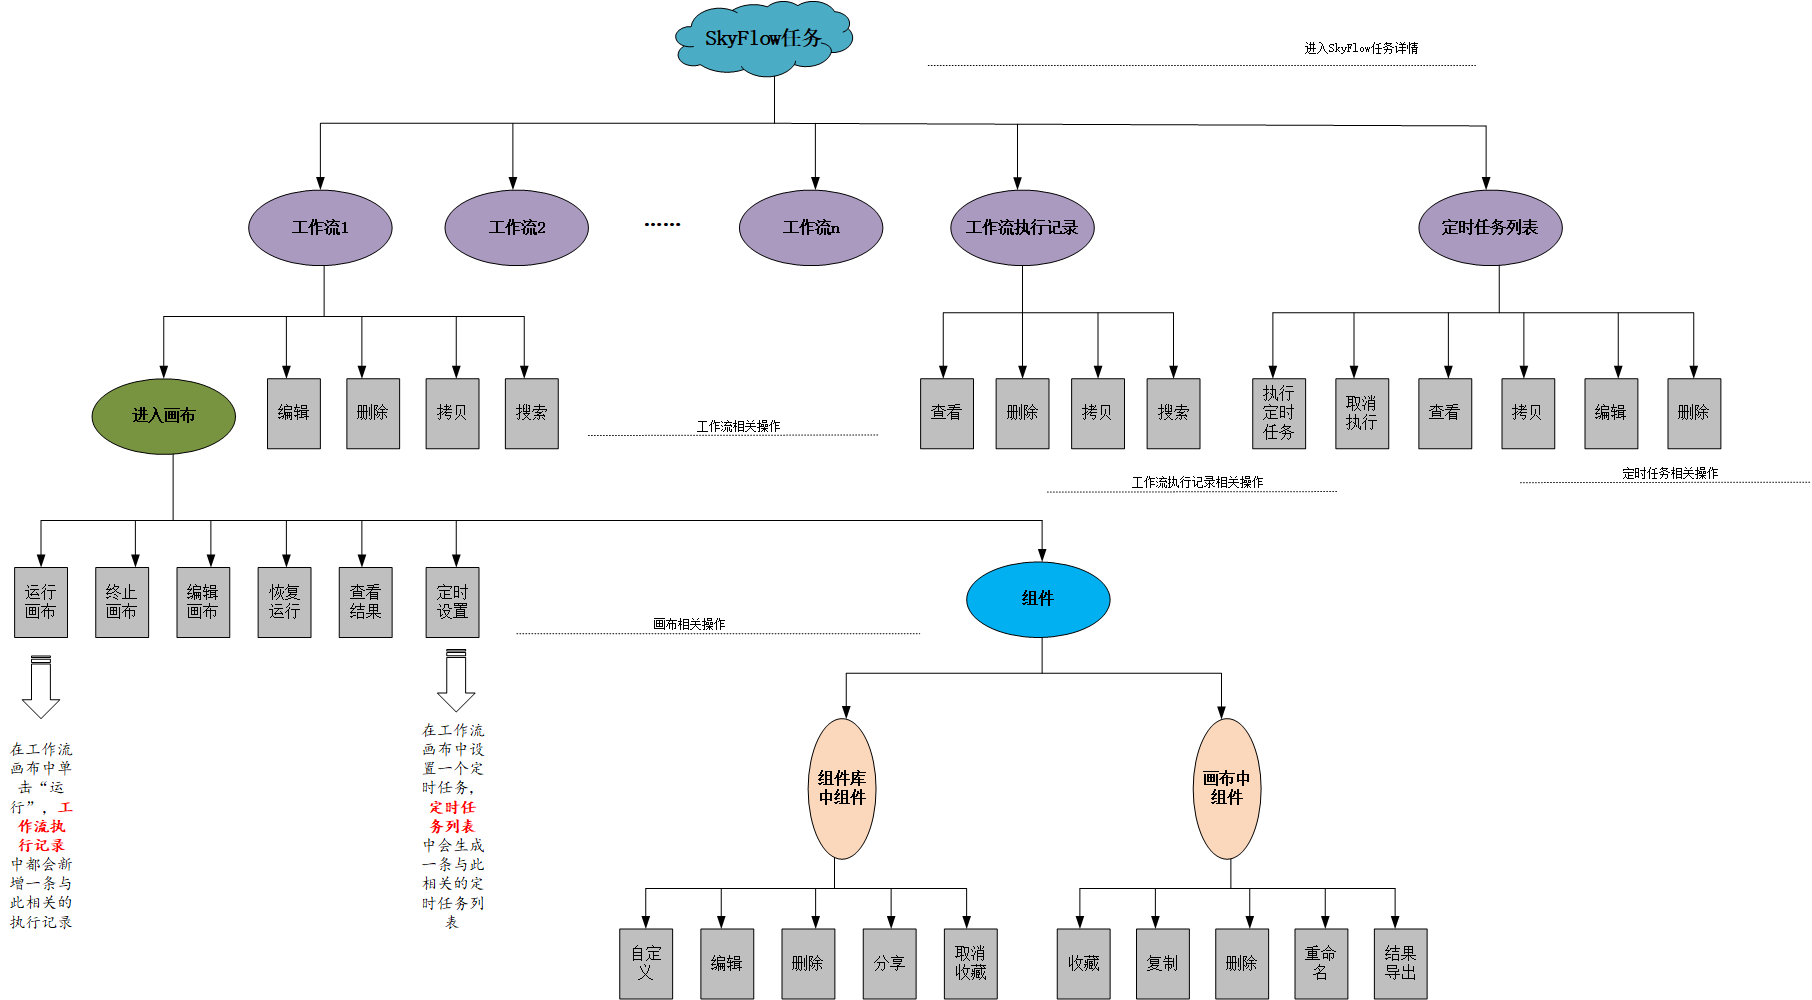 SkyFlow任务
进入SkyFlow任务详情
工作流1
工作流2
……
工作流n
工作流执行记录
定时任务列表
进入画布
编辑
删除
拷贝
搜索
工作流相关操作
查看
删除
拷贝
搜索
工作流执行记录相关操作
执行
定时
任务
取消
执行
查看
拷贝
编辑
删除
定时任务相关操作
运行
画布
终止
画布
编辑
画布
恢复
运行
查看
结果
定时
设置
画布相关操作
组件
在工作流
画布中单
击“运
行”，工
作流执
行记录
中都会新
增一条与
此相关的
执行记录
在工作流
画布中设
置一个定
时任务，
定时任
务列表
中会生成
一条与此
相关的定
时任务列
表
组件库
中组件
画布中
组件
自定
义
编辑
删除
分享
取消
收藏
收藏
复制
删除
重命
名
结果
导出